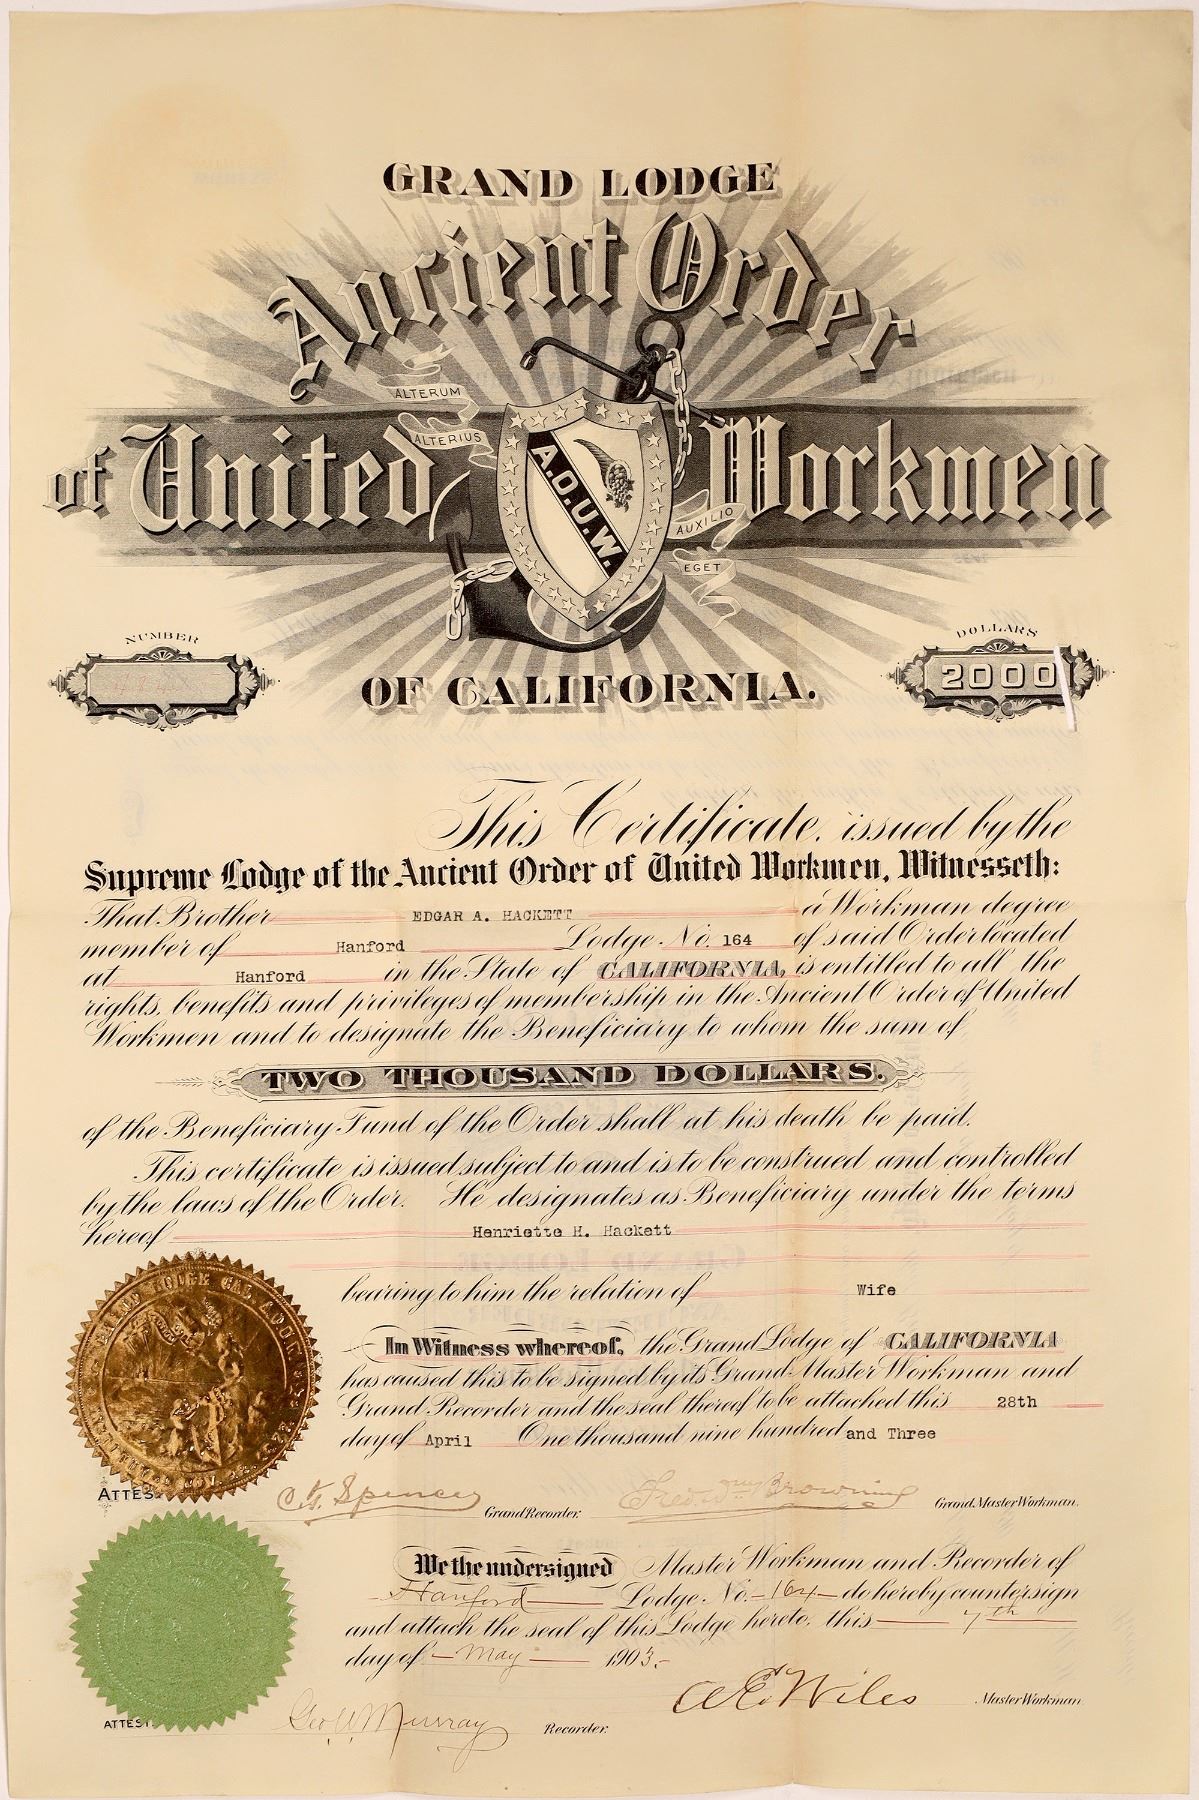 GRAND LODGE
Ancient Order
of United Workmen
ALTERUM
ALTERIUS
A.O.U.W.
AUXILIO
EGET
NUMBER
DOLLARS
2000
OF CALIFORNIA.
This Certificate, issued by the
Supreme Lodge of the Ancient Order of United Workmen, Witnesseth:
That Brother EDGAR A. HACKETT a Workman degree
member of Hanford Lodge No. 164 of said Order located
at Hanford in the State of CALIFORNIA, is entitled to all the
rights, benefits and privileges of membership in the Ancient Order of United
Workmen and to designate the Beneficiary to whom the sum of
TWO THOUSAND DOLLARS.
of the Beneficiary Fund of the Order shall at his death be paid.
This certificate is issued subject to and is to be construed and controlled
by the laws of the Order. He designates as Beneficiary under the terms
hereof Henriette H. Hackett
bearing to him the relation of Wife
In Witness whereof, the Grand Lodge of CALIFORNIA
has caused this to be signed by its Grand Master Workman and
Grand Recorder and the seal thereof to be attached this 28th
day of April One thousand nine hundred and Three
ATTES
Spencer Grand Recorder. Browning Grand Master Workman.
We the undersigned Master Workman and Recorder of
Hanford Lodge No. 164 do hereby countersign
and attach the seal of this Lodge hereto, this 7th
day of May 1903.
Wiles Master Workman
ATTEST: Geo W Murray Recorder.